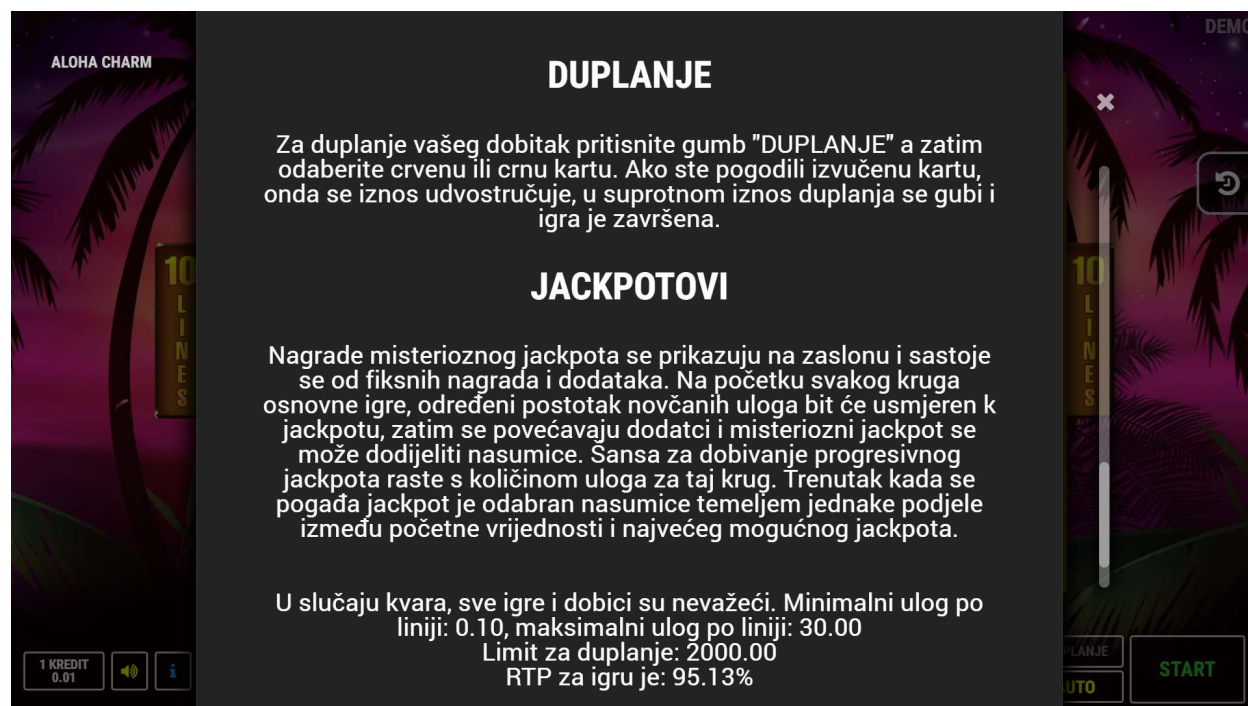 DEMO
ALOHA CHARM
DUPLANJE
Za duplanje vašeg dobitak pritisnite gumb "DUPLANJE" a zatim
odaberite crvenu ili crnu kartu. Ako ste pogodili izvučenu kartu,
onda se iznos udvostručuje, u suprotnom iznos duplanja se gubi i
igra je završena.
10
LINES
10
LINES
JACKPOTOVI
Nagrade misterioznog jackpota se prikazuju na zaslonu i sastoje
se od fiksnih nagrada i dodataka. Na početku svakog kruga
osnovne igre, određeni postotak novčanih uloga bit će usmjeren k
jackpotu, zatim se povećavaju dodatci i misteriozni jackpot se
može dodijeliti nasumice. Šansa za dobivanje progresivnog
jackpota raste s količinom uloga za taj krug. Trenutak kada se
pogađa jackpot je odabran nasumice temeljem jednake podjele
između početne vrijednosti i najvećeg mogućnog jackpota.
U slučaju kvara, sve igre i dobici su nevažeći. Minimalni ulog po
liniji: 0.10, maksimalni ulog po liniji: 30.00
Limit za duplanje: 2000.00
RTP za igru je: 95.13%
1 KREDIT
0.01
i
PLANJE
AUTO
START